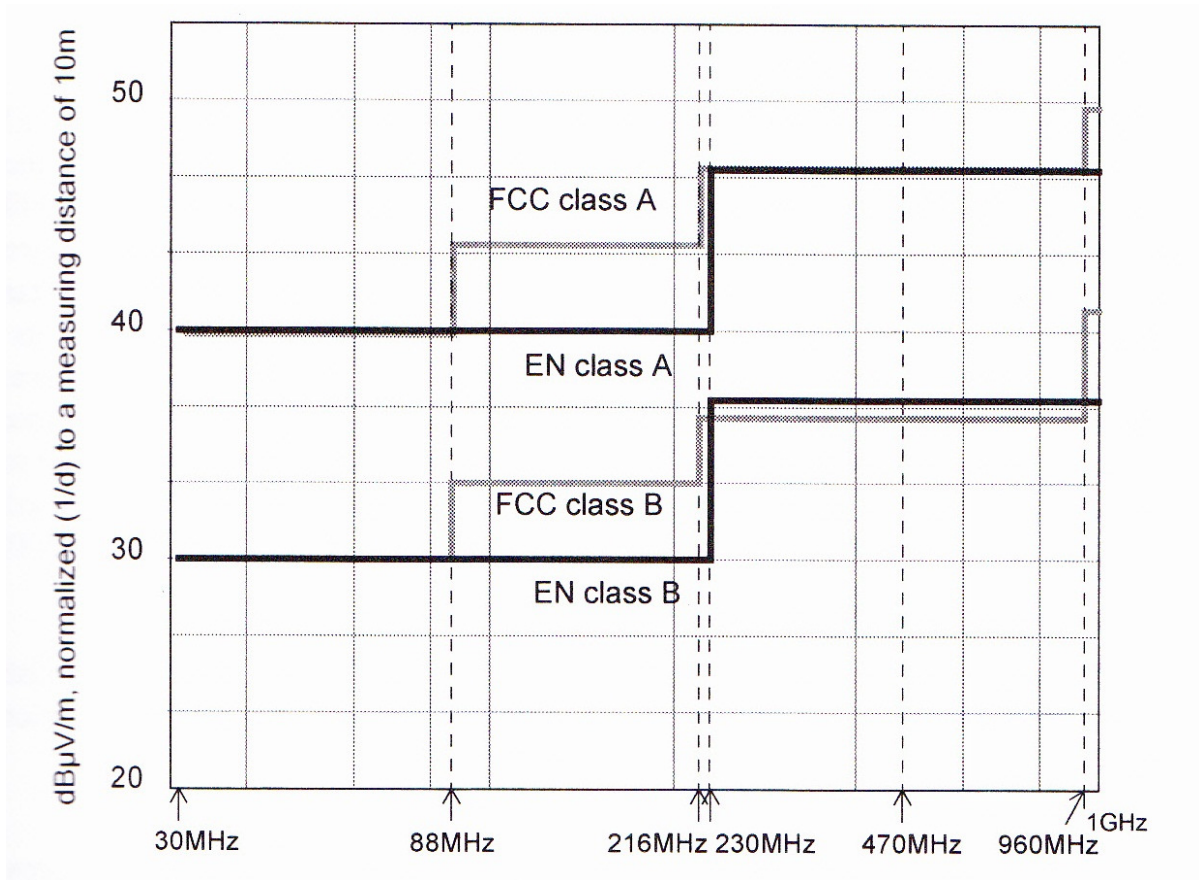 dBµV/m, normalized (1/d) to a measuring distance of 10m
50
40
30
20
FCC class A
EN class A
FCC class B
EN class B
30MHz
88MHz
216MHz
230MHz
470MHz
960MHz
1GHz